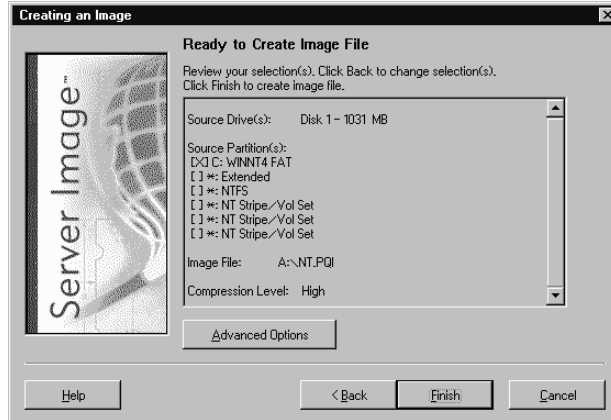 Creating an Image
Server Image™
Ready to Create Image File
Review your selection(s). Click Back to change selection(s).
Click Finish to create image file.
Source Drive(s): Disk 1 - 1031 MB
Source Partition(s):
[X] C: WINNT4 FAT
[ ] *: Extended
[ ] *: NTFS
[ ] *: NT Stripe/Vol Set
[ ] *: NT Stripe/Vol Set
[ ] *: NT Stripe/Vol Set
Image File: A:\NT.PQI
Compression Level: High
Advanced Options
Help
< Back
Finish
Cancel